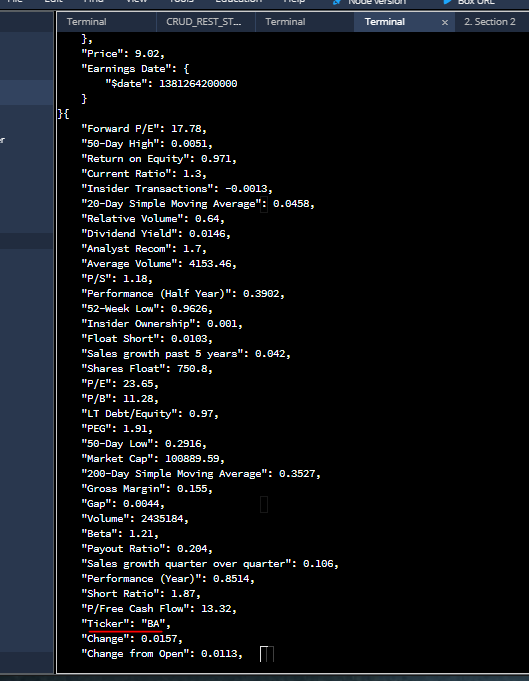 Node version
Box URL
Terminal
CRUD_REST_ST...
Terminal
Terminal
×
2. Section 2
},
"Price": 9.02,
"Earnings Date": {
"$date": 1381264200000
}
}{
"Forward P/E": 17.78,
"50-Day High": 0.0051,
"Return on Equity": 0.971,
"Current Ratio": 1.3,
"Insider Transactions": -0.0013,
"20-Day Simple Moving Average": 0.0458,
"Relative Volume": 0.64,
"Dividend Yield": 0.0146,
"Analyst Recom": 1.7,
"Average Volume": 4153.46,
"P/S": 1.18,
"Performance (Half Year)": 0.3902,
"52-Week Low": 0.9626,
"Insider Ownership": 0.001,
"Float Short": 0.0103,
"Sales growth past 5 years": 0.042,
"Shares Float": 750.8,
"P/E": 23.65,
"P/B": 11.28,
"LT Debt/Equity": 0.97,
"PEG": 1.91,
"50-Day Low": 0.2916,
"Market Cap": 100889.59,
"200-Day Simple Moving Average": 0.3527,
"Gross Margin": 0.155,
"Gap": 0.0044,
"Volume": 2435184,
"Beta": 1.21,
"Payout Ratio": 0.204,
"Sales growth quarter over quarter": 0.106,
"Performance (Year)": 0.8514,
"Short Ratio": 1.87,
"P/Free Cash Flow": 13.32,
"Ticker": "BA",
"Change": 0.0157,
"Change from Open": 0.0113,